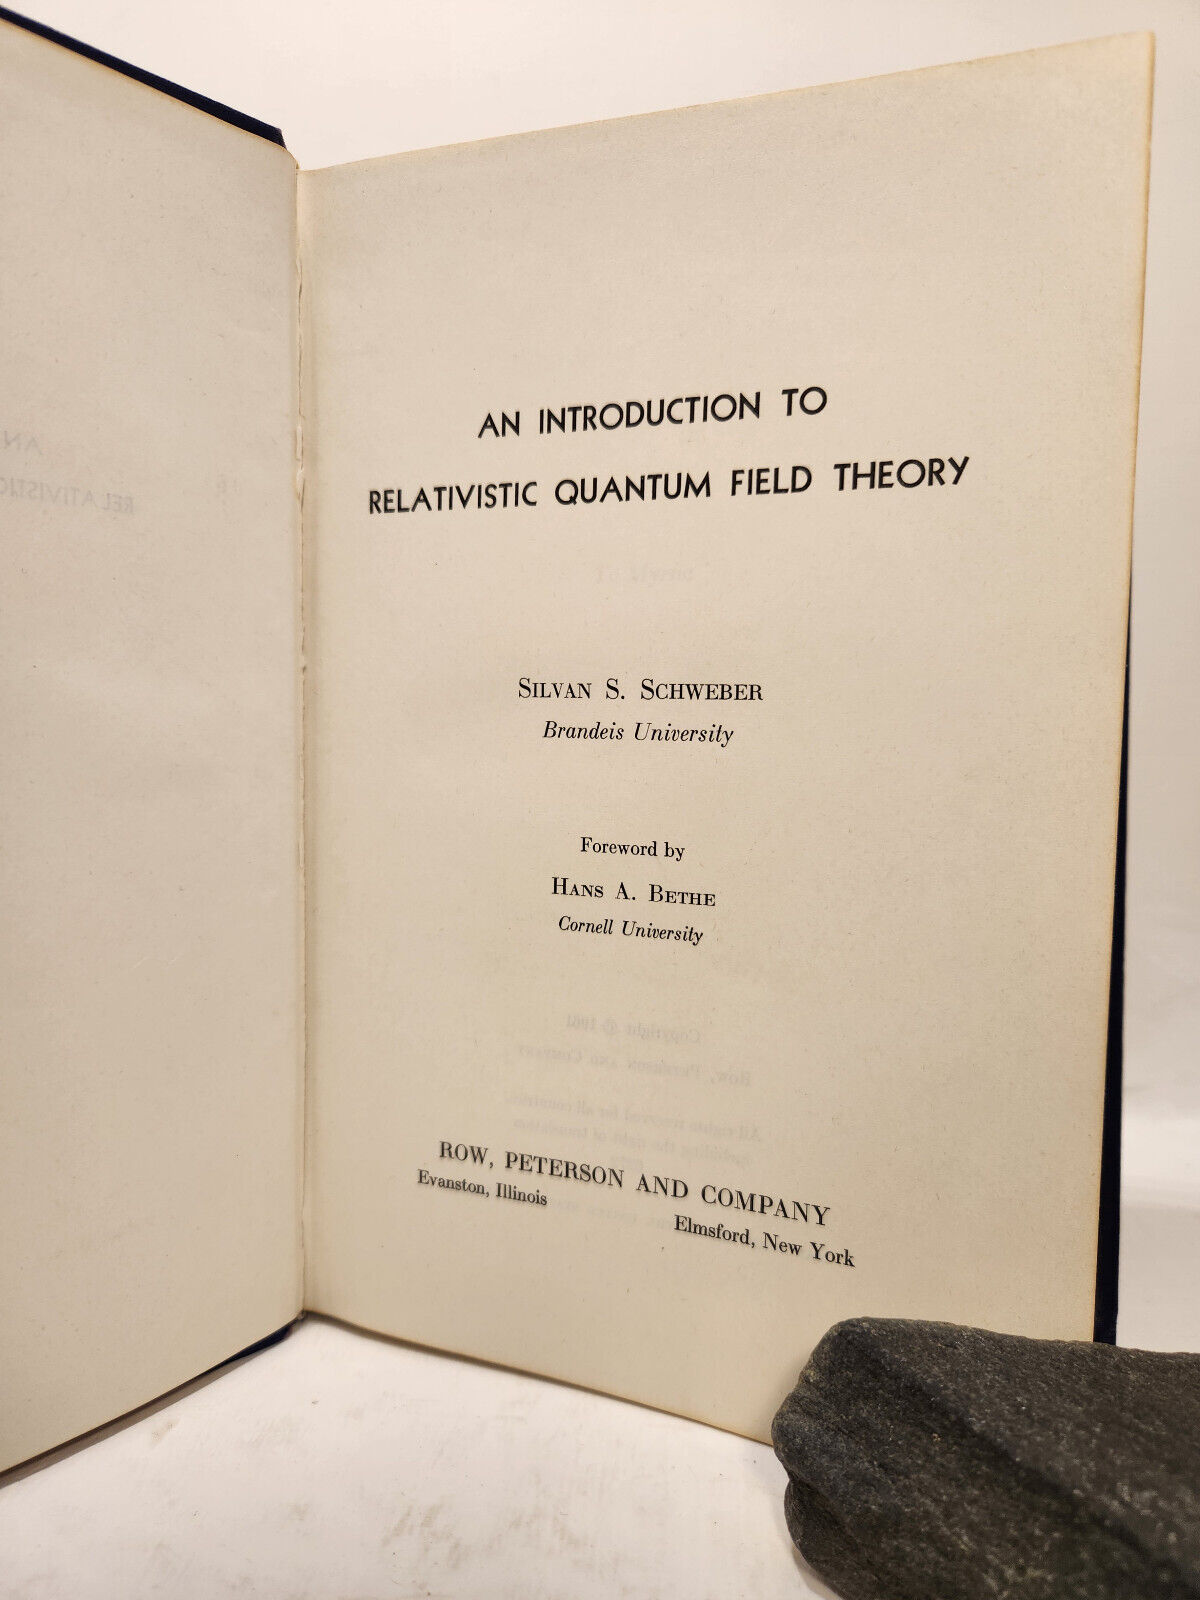 AN INTRODUCTION TO
RELATIVISTIC QUANTUM FIELD THEORY
SILVAN S. SCHWEBER
Brandeis University
Foreword by
HANS A. BETHE
Cornell University
ROW, PETERSON AND COMPANY
Evanston, Illinois
Elmsford, New York